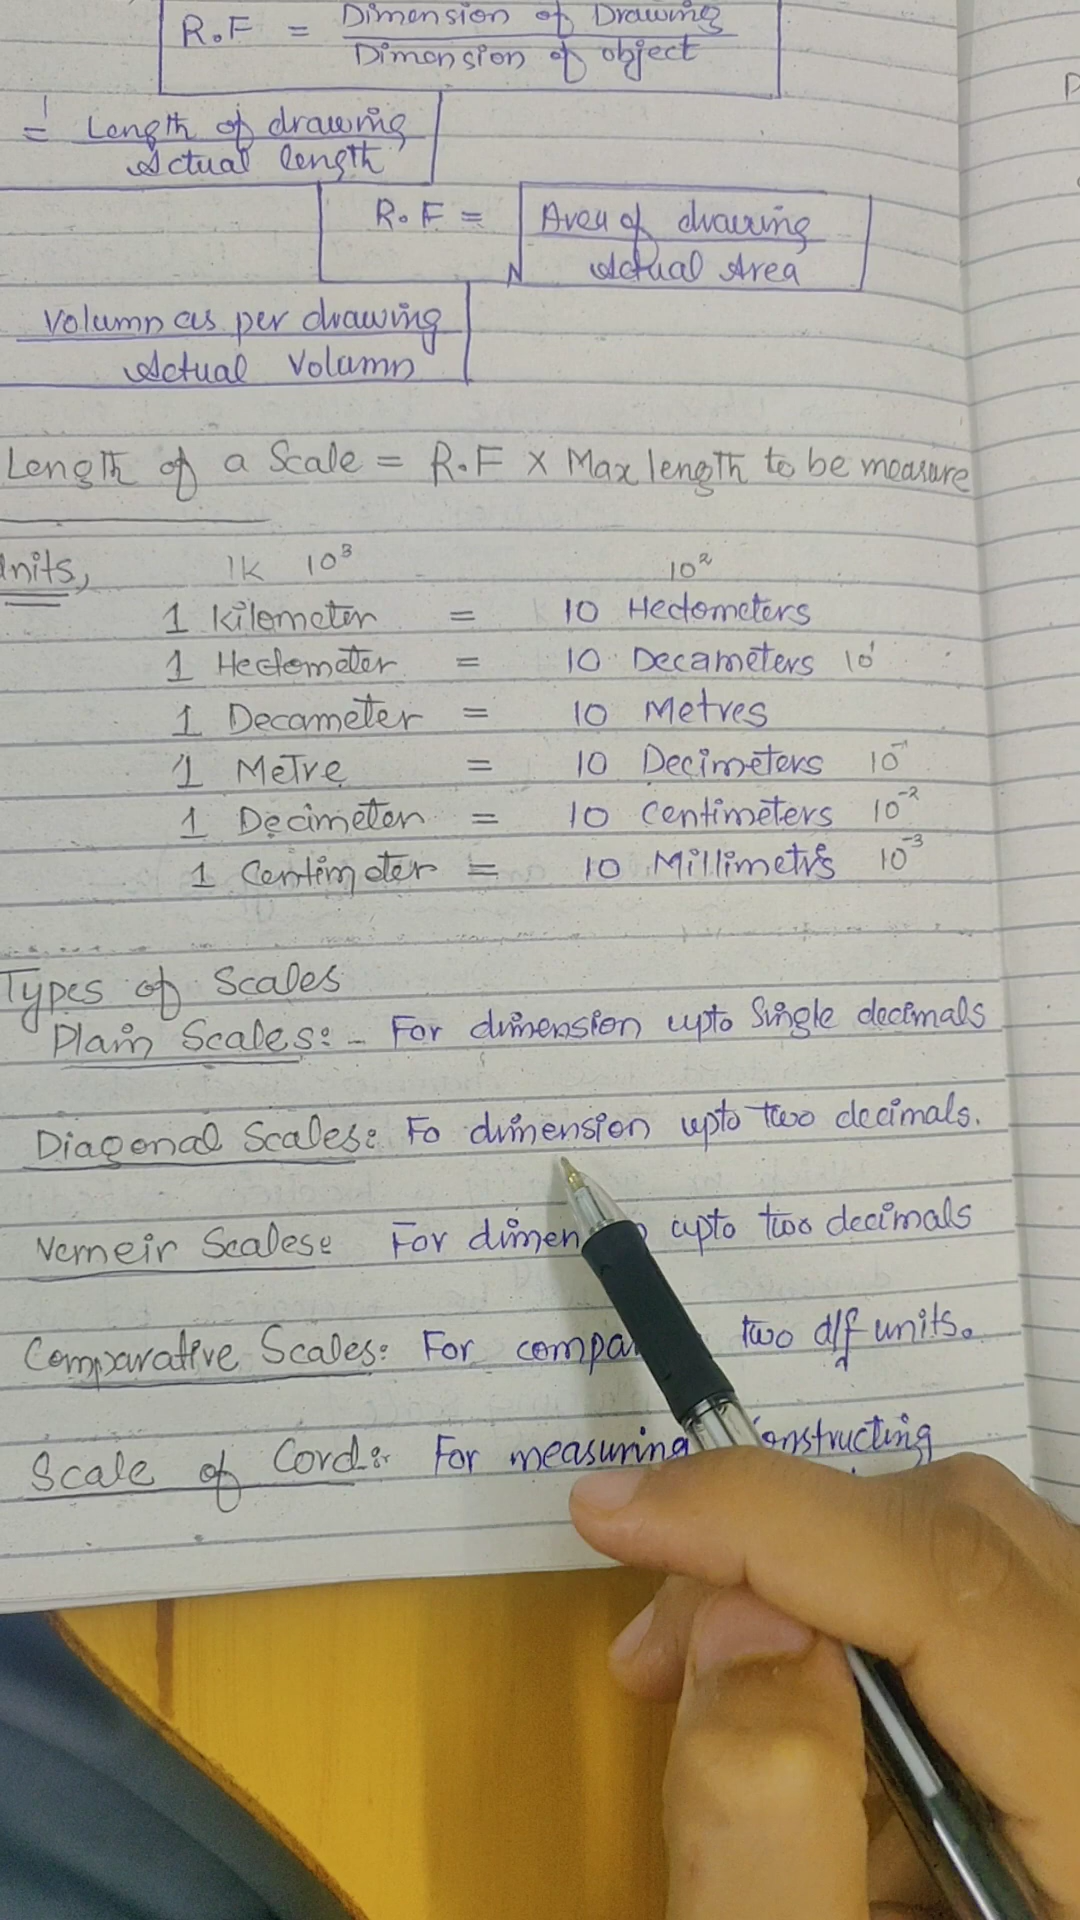 R.F = Dimension of Drawing
Dimension of object
= Length of drawing
Actual length
R.F = √ Area of drawing
Actual Area
Volumn as per drawing
Actual Volumn
Length of a Scale = R.F × Max length to be measure
nits,
1k 10³ 10²
1 Kilometer = 10 Hectometers
1 Hectometer = 10 Decameters 10¹
1 Decameter = 10 Metres
1 Metre = 10 Decimeters 10⁻¹
1 Decimeter = 10 Centimeters 10⁻²
1 Centimeter = 10 Millimetrs 10⁻³
Types of Scales
Plain Scales:- For dimension upto Single decimals
Diagonal Scales: Fo dimension upto two decimals.
Verneir Scales: For dimen upto two decimals
Comparative Scales: For compa two diff units.
Scale of Cord:- For measuring onstructing